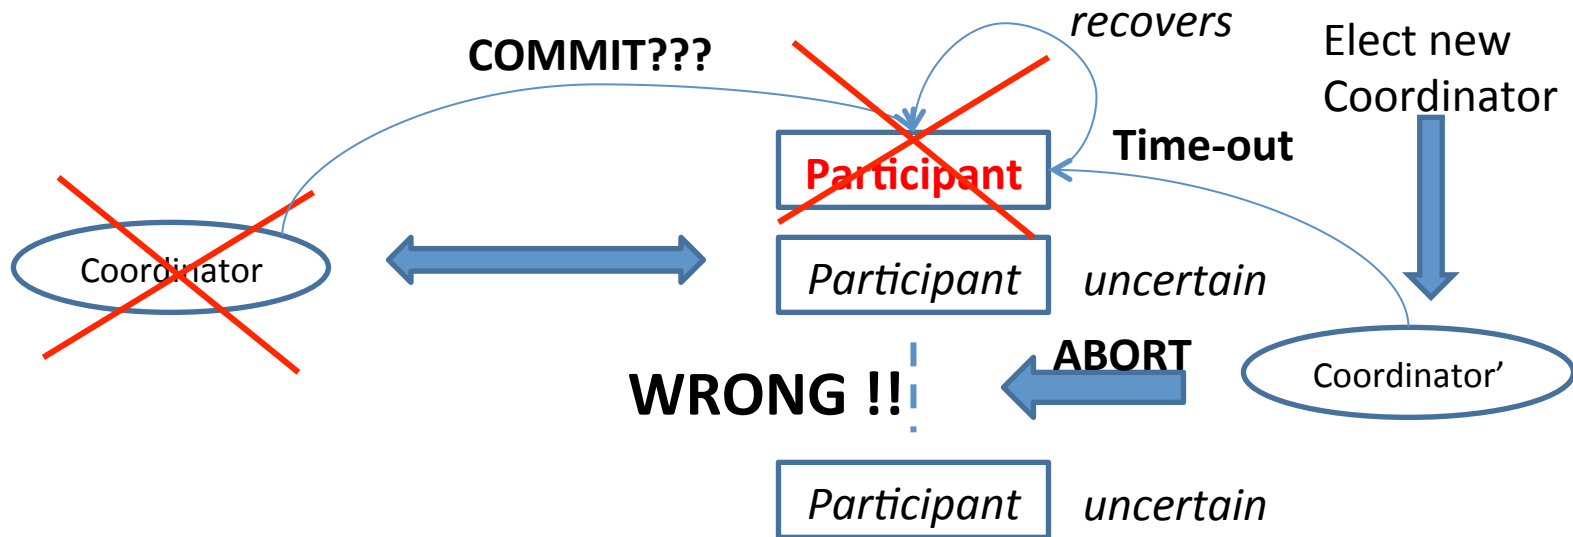 recovers
COMMIT???
Elect new
Coordinator
Time-out
Participant
Coordinator
Participant
uncertain
ABORT
Coordinator’
WRONG !!
Participant
uncertain